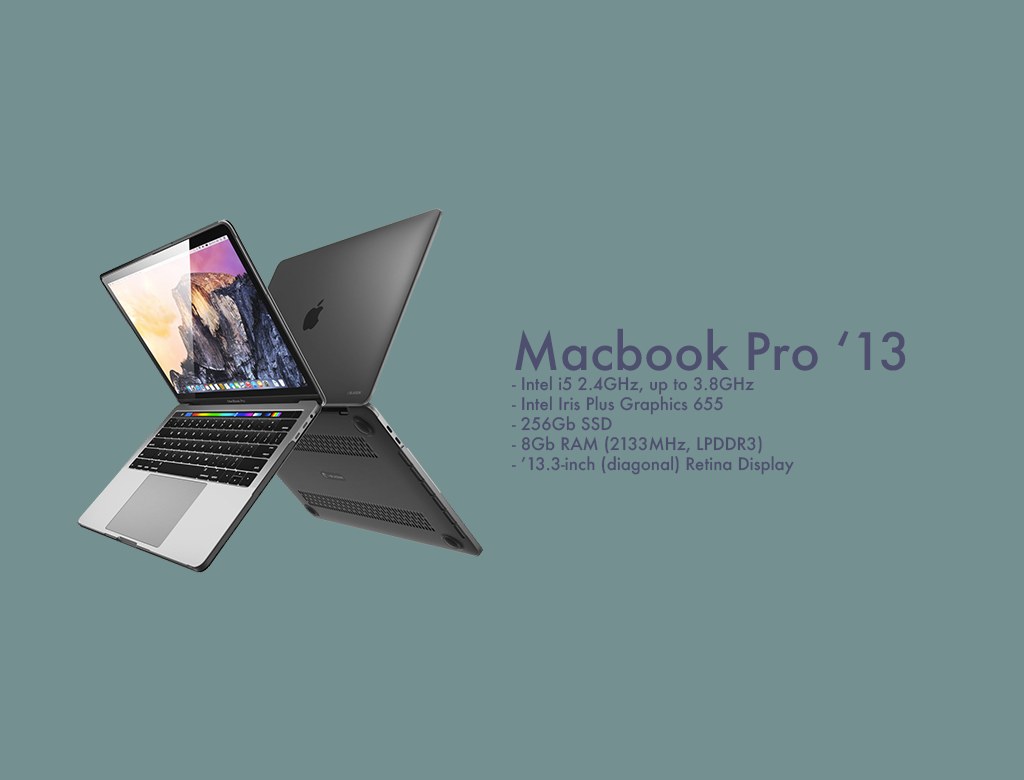 Macbook Pro ‘13
- Intel i5 2.4GHz, up to 3.8GHz
- Intel Iris Plus Graphics 655
- 256Gb SSD
- 8Gb RAM (2133MHz, LPDDR3)
- ’13.3-inch (diagonal) Retina Display